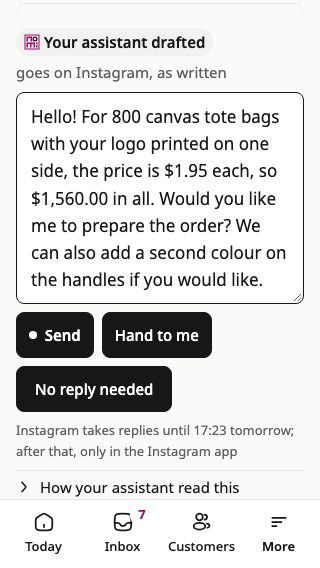 Your assistant drafted
goes on Instagram, as written
Hello! For 800 canvas tote bags
with your logo printed on one
side, the price is $1.95 each, so
$1,560.00 in all. Would you like
me to prepare the order? We
can also add a second colour on
the handles if you would like.
Send
Hand to me
No reply needed
Instagram takes replies until 17:23 tomorrow;
after that, only in the Instagram app
How your assistant read this
7
Today
Inbox
Customers
More